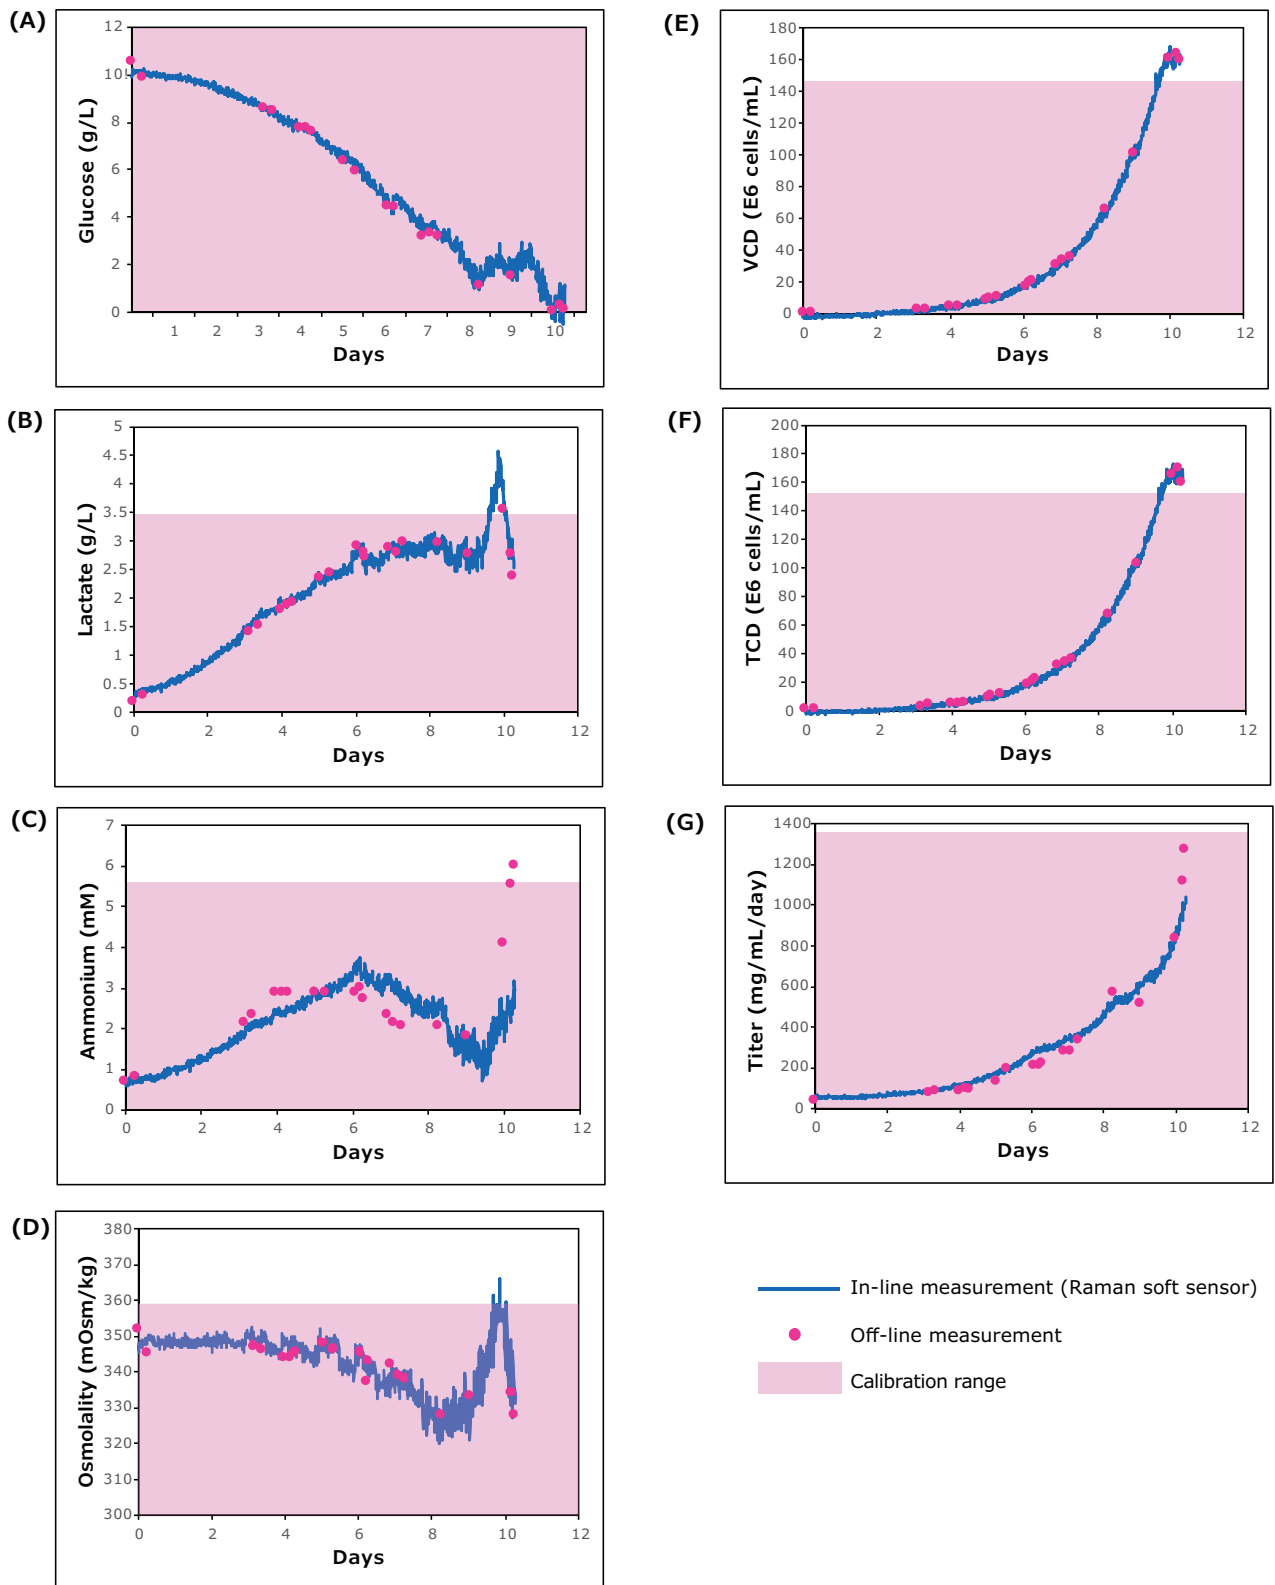 (A)
Glucose (g/L)
12
10
8
6
4
2
0
1 2 3 4 5 6 7 8 9 10
Days
(B)
Lactate (g/L)
5
4.5
4
3.5
3
2.5
2
1.5
1
0.5
0
0 2 4 6 8 10 12
Days
(C)
Ammonium (mM)
7
6
5
4
3
2
1
0
0 2 4 6 8 10 12
Days
(D)
Osmolality (mOsm/kg)
380
370
360
350
340
330
320
310
300
0 2 4 6 8 10 12
Days
(E)
VCD (E6 cells/mL)
180
160
140
120
100
80
60
40
20
0
0 2 4 6 8 10 12
Days
(F)
TCD (E6 cells/mL)
200
180
160
140
120
100
80
60
40
20
0
0 2 4 6 8 10 12
Days
(G)
Titer (mg/mL/day)
1400
1200
1000
800
600
400
200
0
0 2 4 6 8 10 12
Days
In-line measurement (Raman soft sensor)
Off-line measurement
Calibration range